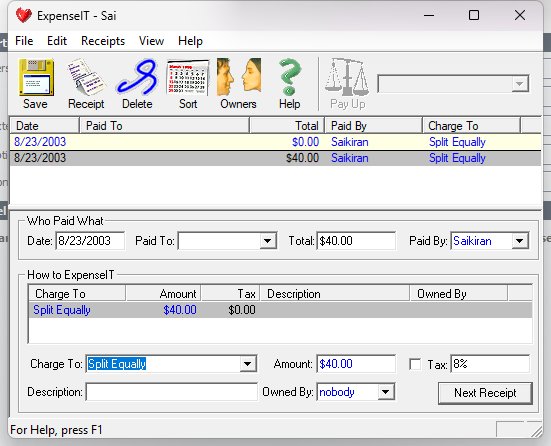 ExpenseIT - Sai
File Edit Receipts View Help
Save Receipt Delete Sort Owners Help Pay Up
Date Paid To Total Paid By Charge To
8/23/2003 $0.00 Saikiran Split Equally
8/23/2003 $40.00 Saikiran Split Equally
Who Paid What
Date: 8/23/2003 Paid To: Total: $40.00 Paid By: Saikiran
How to ExpenseIT
Charge To Amount Tax Description Owned By
Split Equally $40.00 $0.00
Charge To: Split Equally Amount: $40.00 Tax: 8%
Description: Owned By: nobody Next Receipt
For Help, press F1